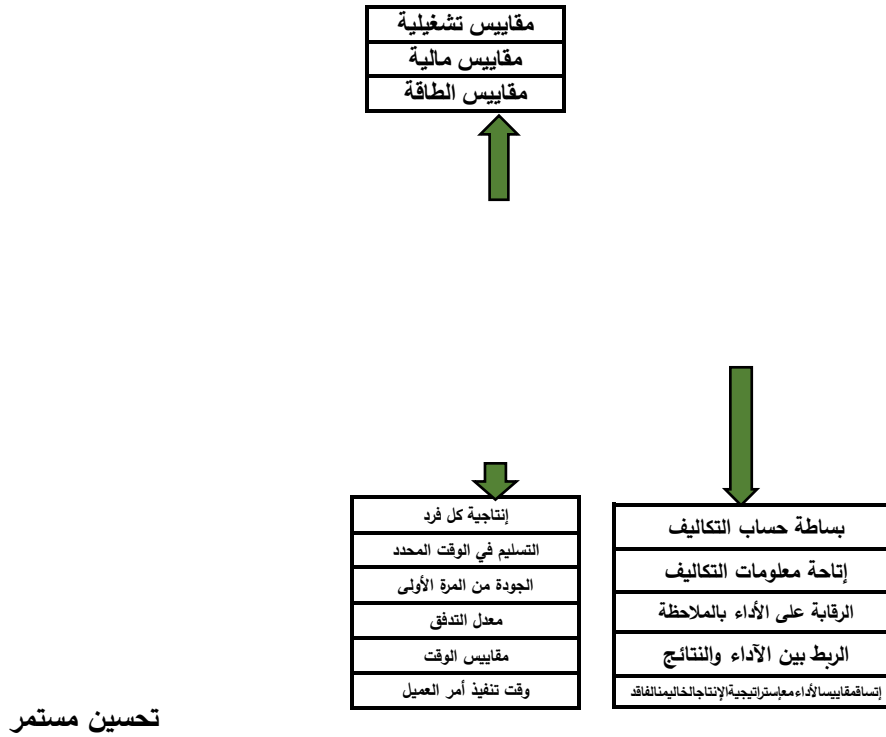 مقاييس تشغيلية
مقاييس مالية
مقاييس الطاقة
بساطة حساب التكاليف
إتاحة معلومات التكاليف
الرقابة على الأداء بالملاحظة
الربط بين الآداء والنتائج
إتساقمقاييسالأداءمعإستراتيجيةالإنتاجالخاليمنالفاقد
إنتاجية كل فرد
التسليم في الوقت المحدد
الجودة من المرة الأولى
معدل التدفق
مقاييس الوقت
وقت تنفيذ أمر العميل
تحسين مستمر